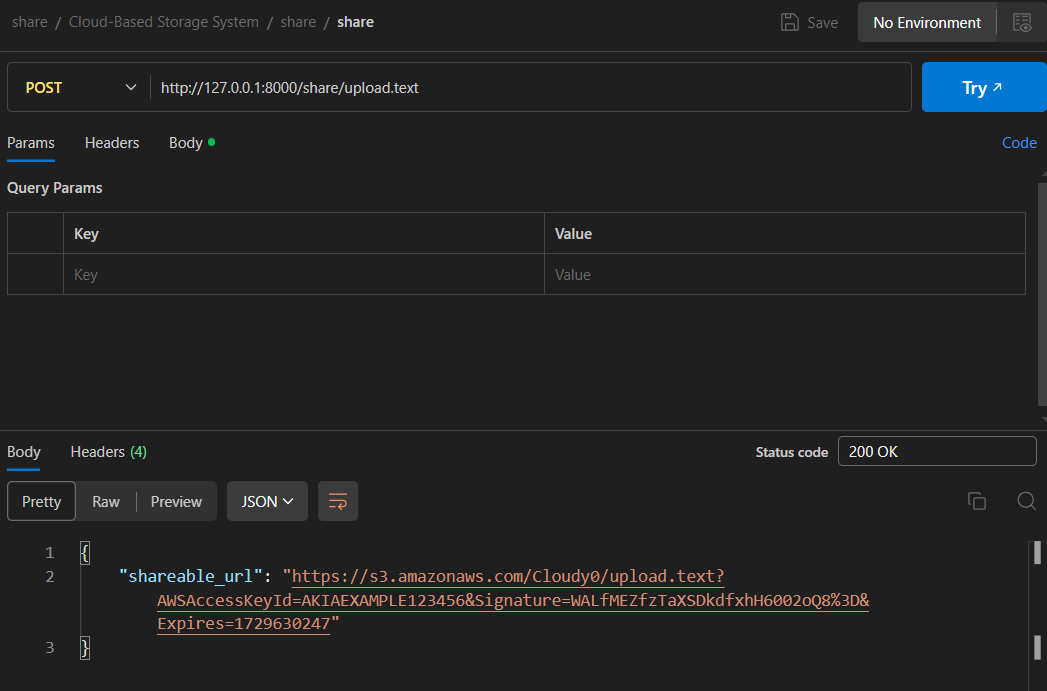 share / Cloud-Based Storage System / share / share
Save
No Environment
POST
http://127.0.0.1:8000/share/upload.text
Try
Params Headers Body
Code
Query Params
Key Value
Key Value
Body Headers (4)
Status code 200 OK
Pretty Raw Preview JSON
1 {
2 "shareable_url": "https://s3.amazonaws.com/Cloudy0/upload.text?
AWSAccessKeyId=AKIAEXAMPLE123456&Signature=WALfMEZfzTaXSDkdfxhH6002oQ8%3D&
Expires=1729630247"
3 }